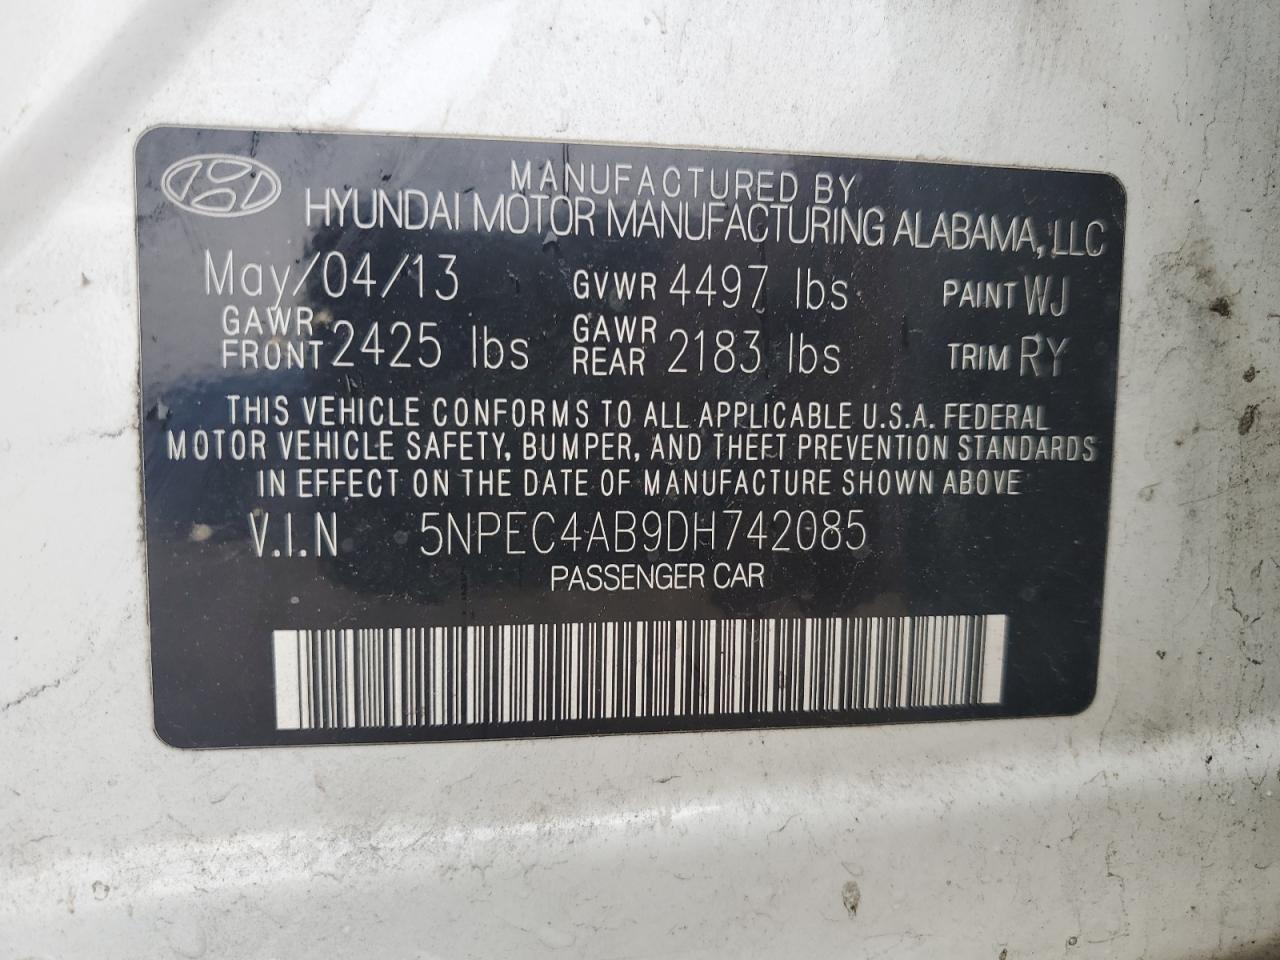 MANUFACTURED BY
HYUNDAI MOTOR MANUFACTURING ALABAMA, LLC
May/04/13 GVWR 4497 lbs PAINT WJ
GAWR FRONT 2425 lbs GAWR REAR 2183 lbs TRIM RY
THIS VEHICLE CONFORMS TO ALL APPLICABLE U.S.A. FEDERAL
MOTOR VEHICLE SAFETY, BUMPER, AND THEFT PREVENTION STANDARDS
IN EFFECT ON THE DATE OF MANUFACTURE SHOWN ABOVE
V.I.N 5NPEC4AB9DH742085
PASSENGER CAR